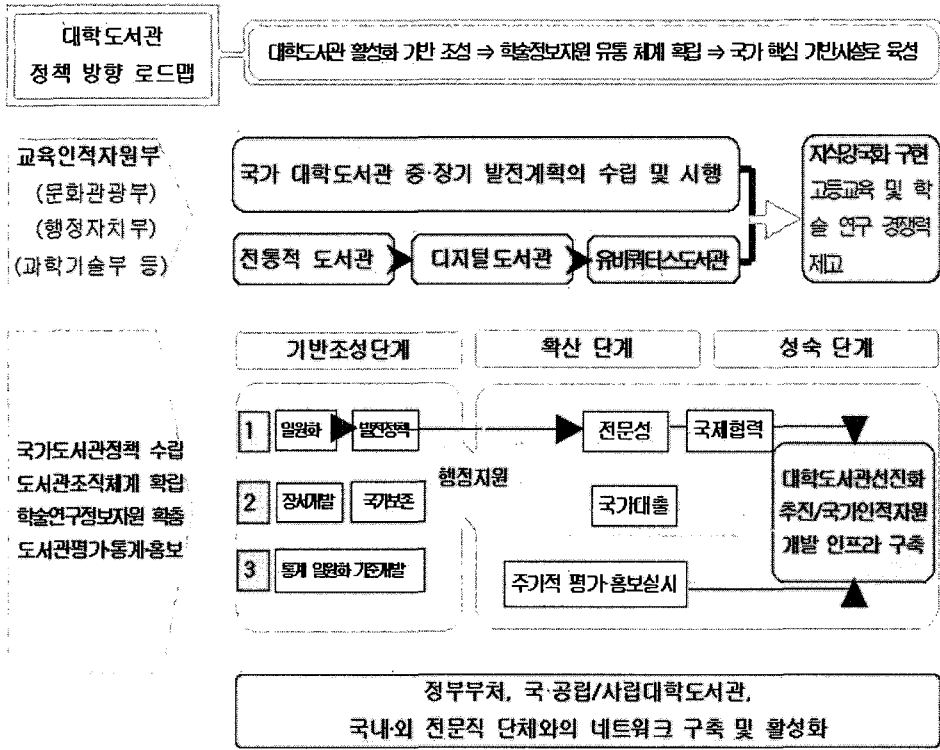 대학도서관
정책 방향 로드맵
대학도서관 활성화 기반 조성 ⇒ 학술정보자원 유통 체계 확립 ⇒ 국가 핵심 기반시설로 육성
교육인적자원부
(문화관광부)
(행정자치부)
(과학기술부 등)
국가 대학도서관 중·장기 발전계획의 수립 및 시행
전통적 도서관
디지털도서관
유비쿼터스도서관
지식강국화 구현
고등교육 및 학
술 연구 경쟁력
제고
기반조성단계
확산 단계
성숙 단계
국가도서관정책 수립
도서관조직체계 확립
학술연구정보자원 확충
도서관평가·통계·홍보
1 일원화 발전정책
2 장서개발 국가보존
3 통계 일원화 기준개발
행정지원
전문성
국제협력
국가대출
주기적 평가·홍보실시
대학도서관선진화
추진/국가인적자원
개발 인프라 구축
정부부처, 국·공립/사립대학도서관,
국내·외 전문직 단체와의 네트워크 구축 및 활성화